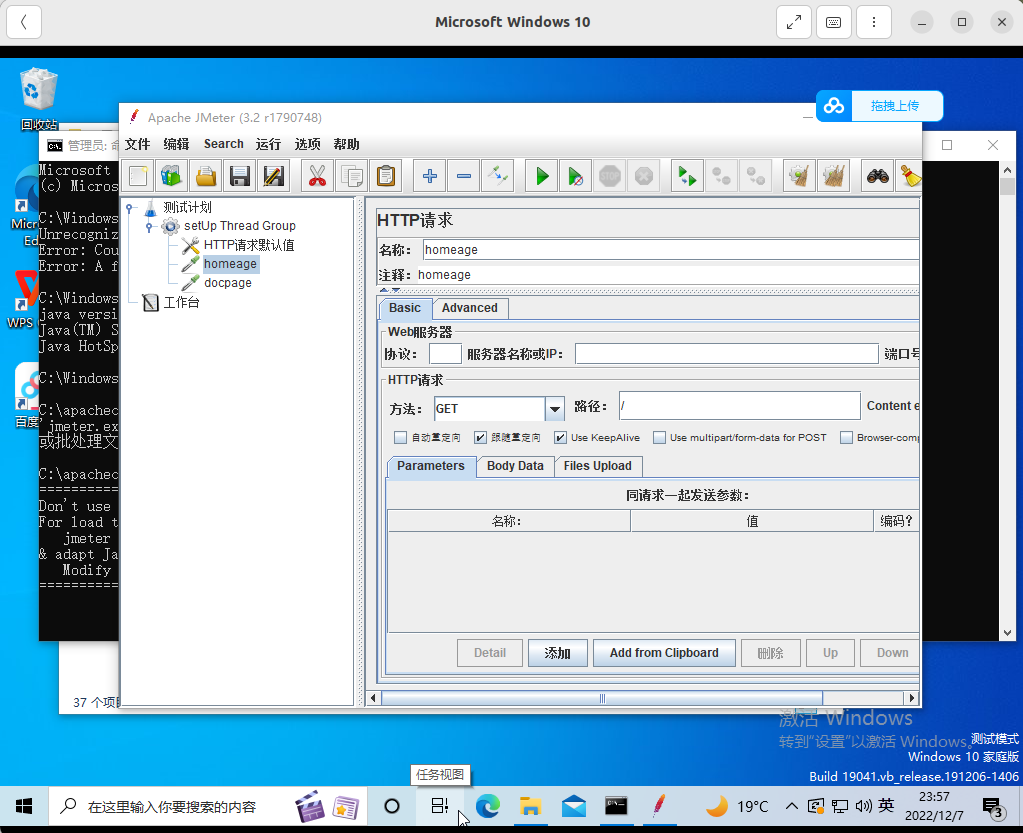 Microsoft Windows 10
回收站
Apache JMeter (3.2 r1790748)
拖拽上传
文件 编辑 Search 运行 选项 帮助
管理员: 命
Microsoft
(c) Micros
C:\Windows
Unrecogniz
Error: Cou
Error: A f
C:\Windows
java versi
Java(TM) S
Java HotSp
C:\Windows
C:\apachec
'jmeter.ex
或批处理文
C:\apachec
Don't use
For load t
jmeter
& adapt Ja
Modify
Micr
Ed
WPS
百度
STOP
测试计划
setUp Thread Group
HTTP请求默认值
homeage
docpage
工作台
HTTP请求
名称: homeage
注释: homeage
Basic Advanced
Web服务器
协议: 服务器名称或IP: 端口号
HTTP请求
方法: GET 路径: / Content e
自动重定向 跟随重定向 Use KeepAlive Use multipart/form-data for POST Browser-comp
Parameters Body Data Files Upload
同请求一起发送参数:
名称: 值 编码?
Detail 添加 Add from Clipboard 删除 Up Down
37 个项目
激活 Windows
转到"设置"以激活 Windows。
测试模式
Windows 10 家庭版
Build 19041.vb_release.191206-1406
任务视图
在这里输入你要搜索的内容
19°C 英
23:57
2022/12/7
3